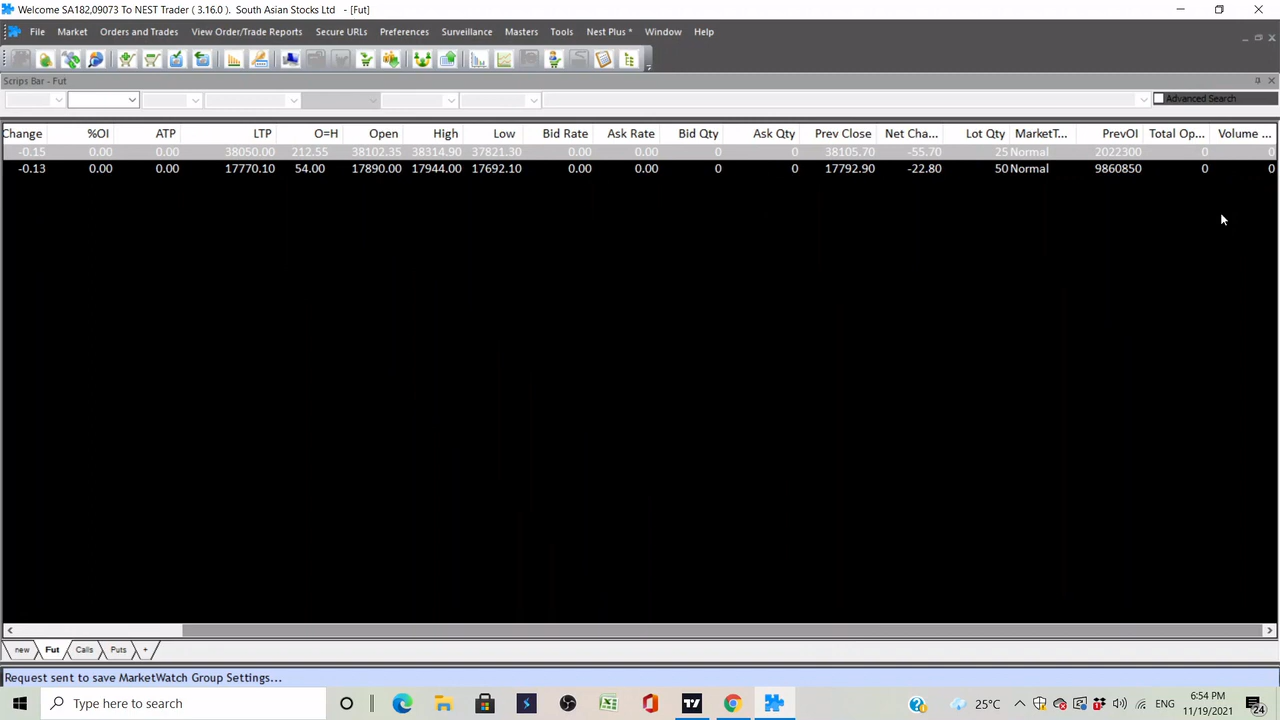 Welcome SA182,09073 To NEST Trader ( 3.16.0 ). South Asian Stocks Ltd - [Fut]
File Market Orders and Trades View Order/Trade Reports Secure URLs Preferences Surveillance Masters Tools Nest Plus * Window Help
Scrips Bar - Fut
Advanced Search
Change %OI ATP LTP O=H Open High Low Bid Rate Ask Rate Bid Qty Ask Qty Prev Close Net Cha... Lot Qty MarketT... PrevOI Total Op... Volume ...
-0.15 0.00 0.00 38050.00 212.55 38102.35 38314.90 37821.30 0.00 0.00 0 0 38105.70 -55.70 25 Normal 2022300 0 0
-0.13 0.00 0.00 17770.10 54.00 17890.00 17944.00 17692.10 0.00 0.00 0 0 17792.90 -22.80 50 Normal 9860850 0 0
new Fut Calls Puts +
Request sent to save MarketWatch Group Settings...
Type here to search
25°C ENG
6:54 PM
11/19/2021
24